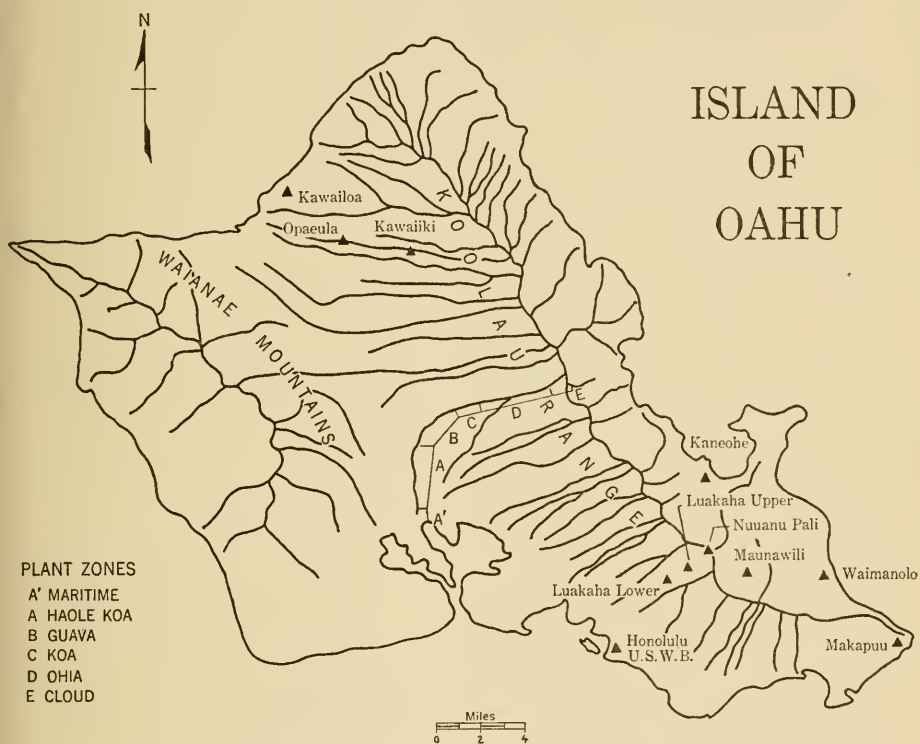 N
ISLAND
OF
OAHU
Kawailoa
Opaeula
Kawaiiki
KOOLAU RANGE
WAIANAE MOUNTAINS
E
D
C
B
A
A'
Kaneohe
Luakaha Upper
Nuuanu Pali
Maunawili
Waimanolo
Luakaha Lower
Honolulu
U.S.W.B.
Makapuu
PLANT ZONES
A' MARITIME
A HAOLE KOA
B GUAVA
C KOA
D OHIA
E CLOUD
Miles
0 2 4